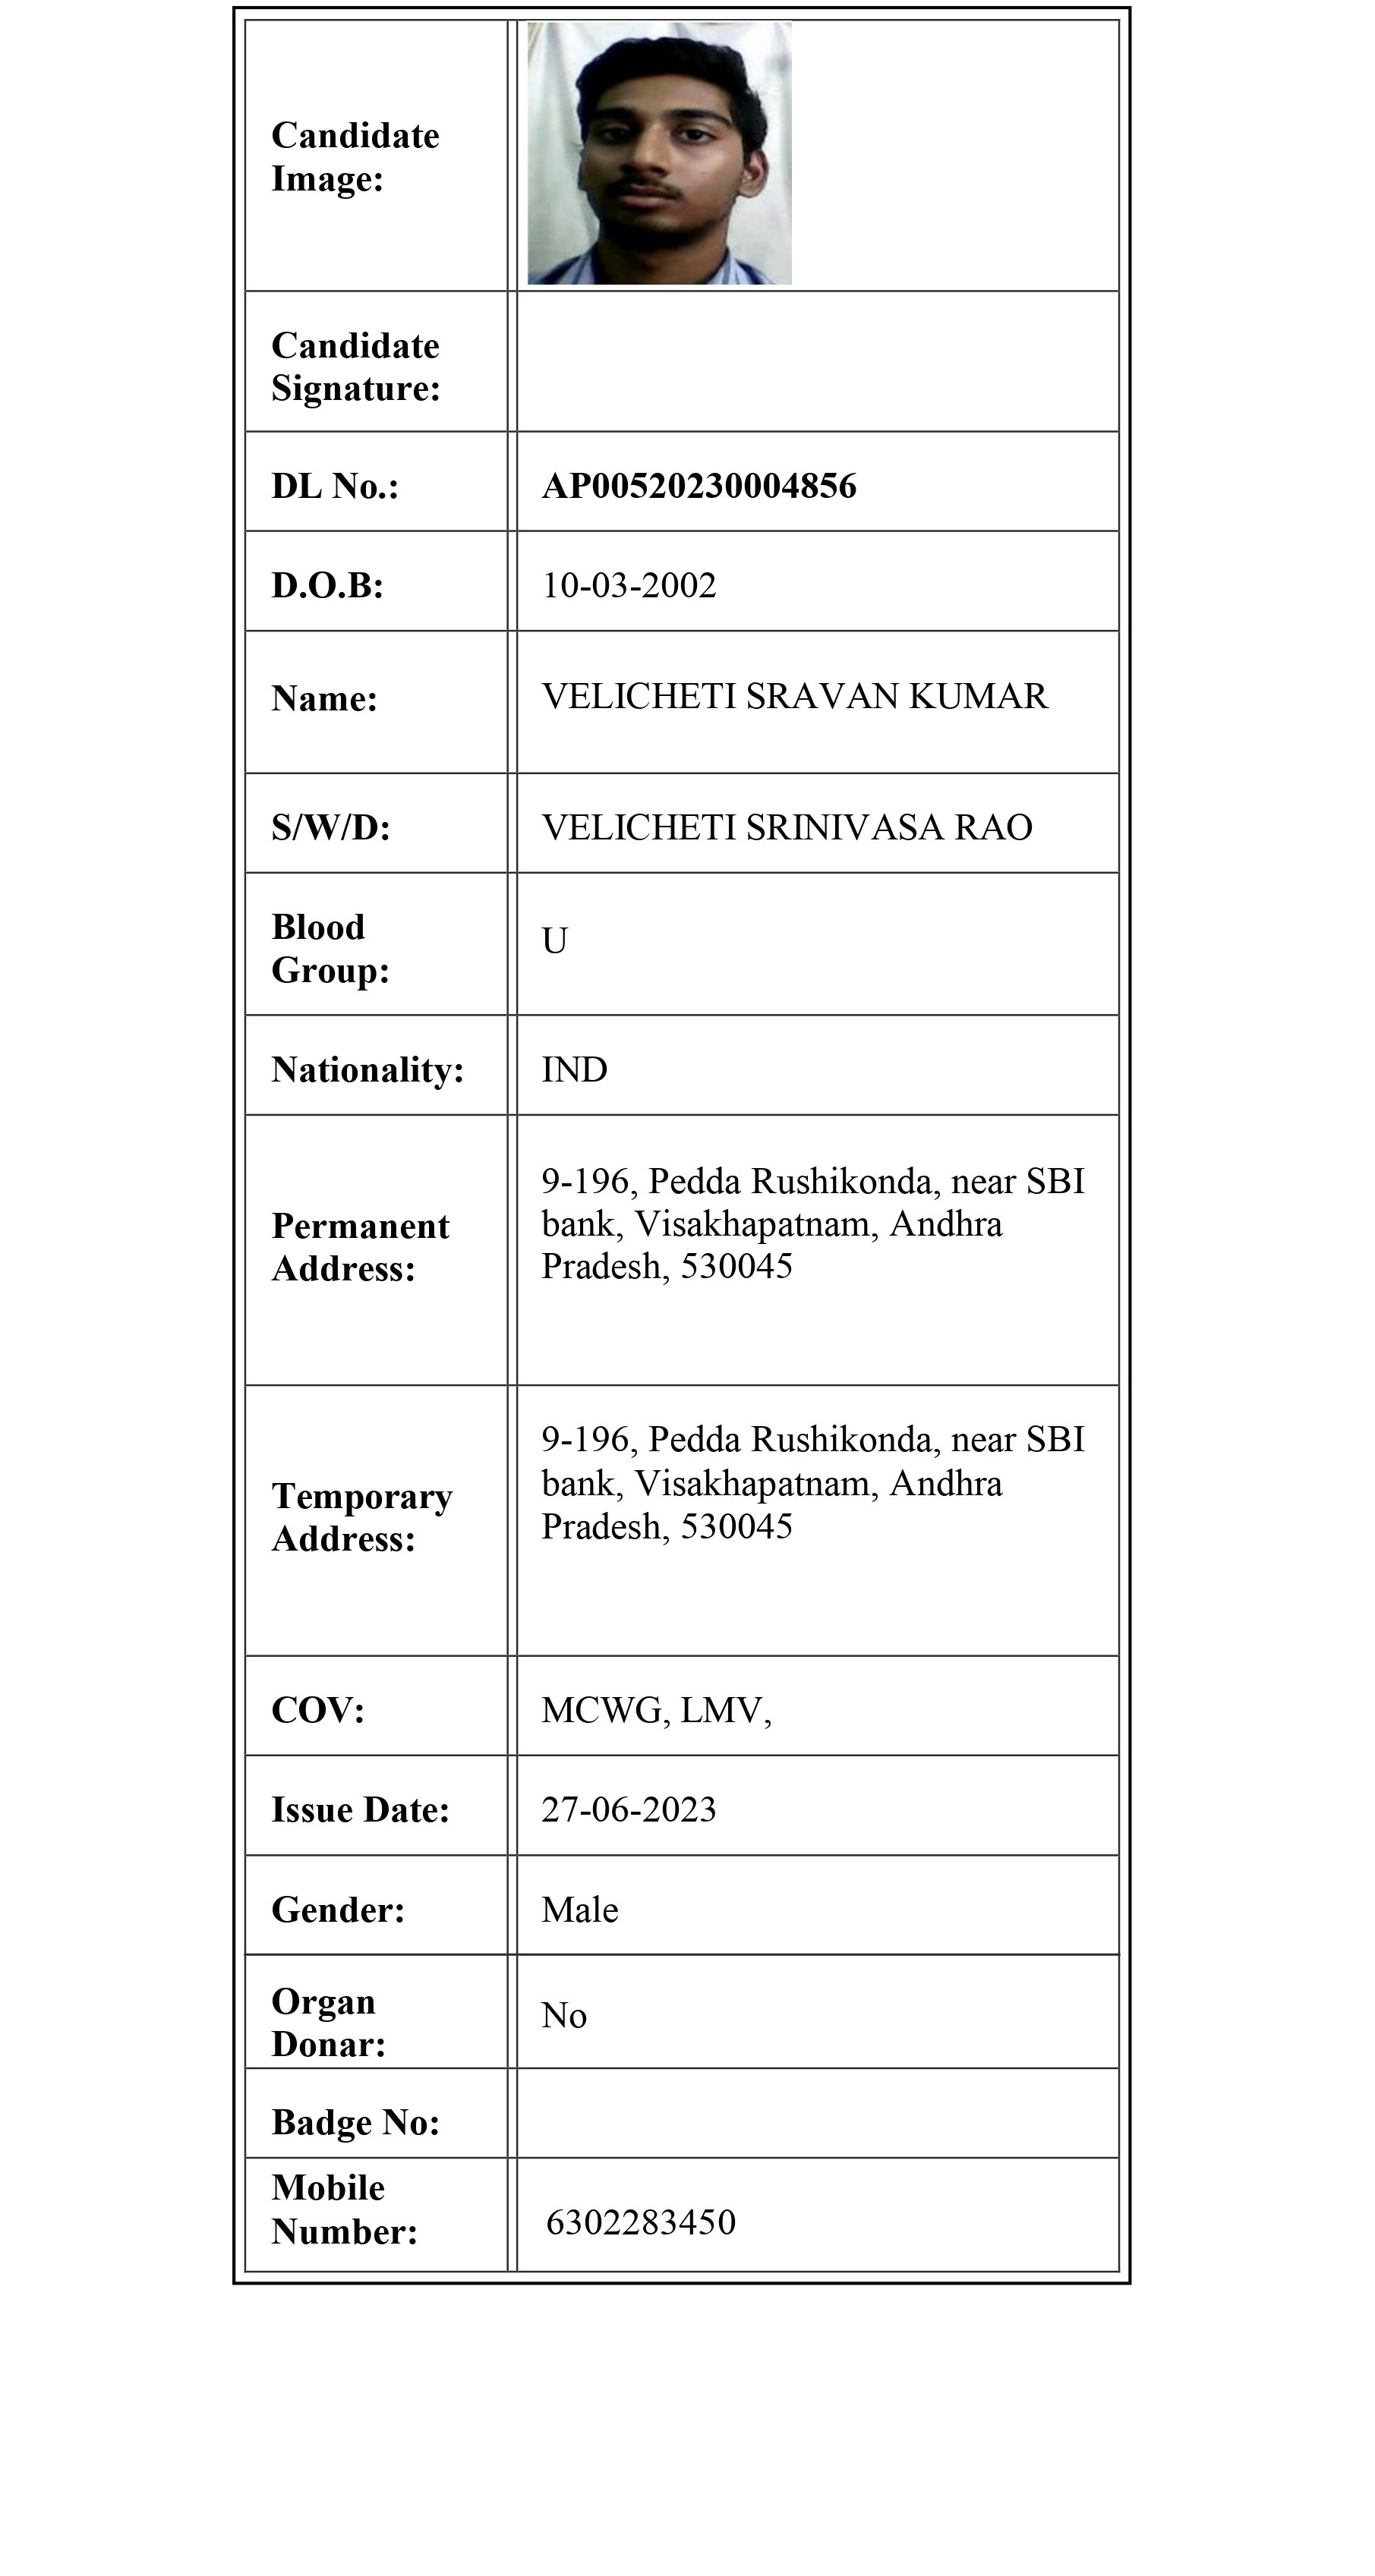 Candidate
Image:
Candidate
Signature:
DL No.:
AP00520230004856
D.O.B:
10-03-2002
Name:
VELICHETI SRAVAN KUMAR
S/W/D:
VELICHETI SRINIVASA RAO
Blood
Group:
U
Nationality:
IND
Permanent
Address:
9-196, Pedda Rushikonda, near SBI
bank, Visakhapatnam, Andhra
Pradesh, 530045
Temporary
Address:
9-196, Pedda Rushikonda, near SBI
bank, Visakhapatnam, Andhra
Pradesh, 530045
COV:
MCWG, LMV,
Issue Date:
27-06-2023
Gender:
Male
Organ
Donar:
No
Badge No:
Mobile
Number:
6302283450